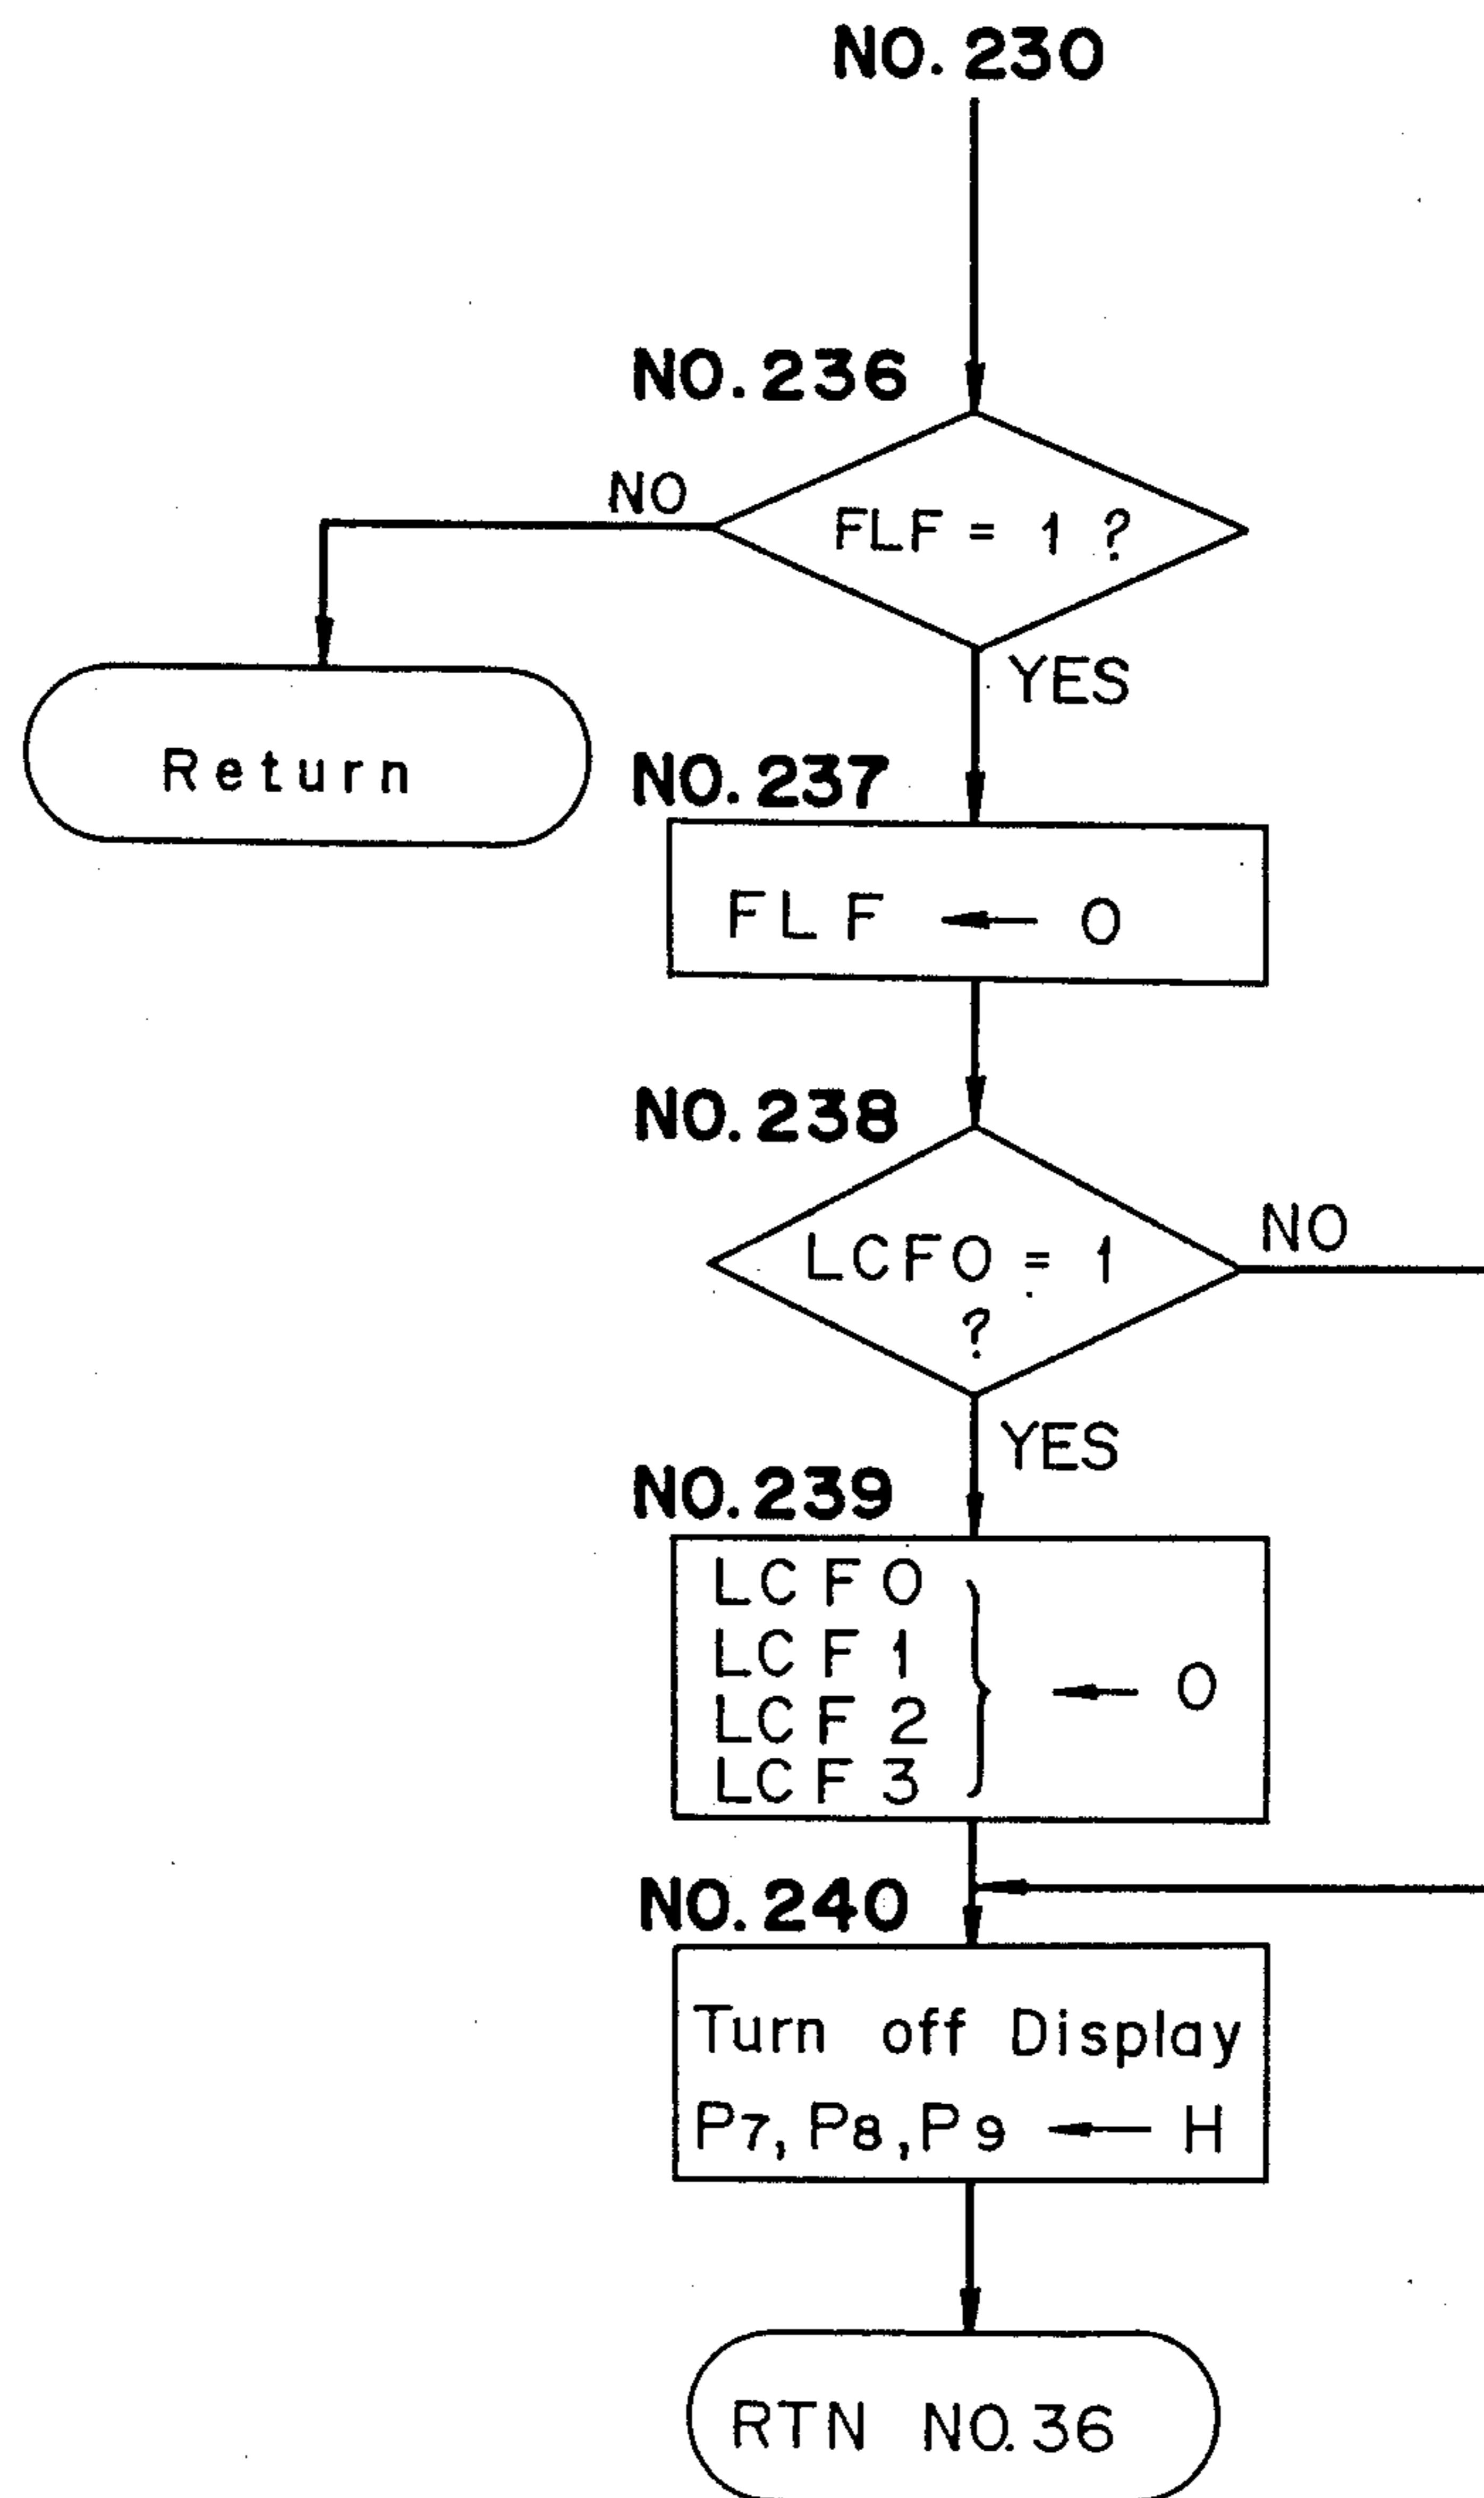 NO.230
NO.236
NO
FLF = 1 ?
YES
Return
NO.237
FLF ← 0
NO.238
LCF0 = 1
?
NO
YES
NO.239
LCF0
LCF1
LCF2
LCF3
← 0
NO.240
Turn off Display
P7, P8, P9 ← H
RTN NO.36